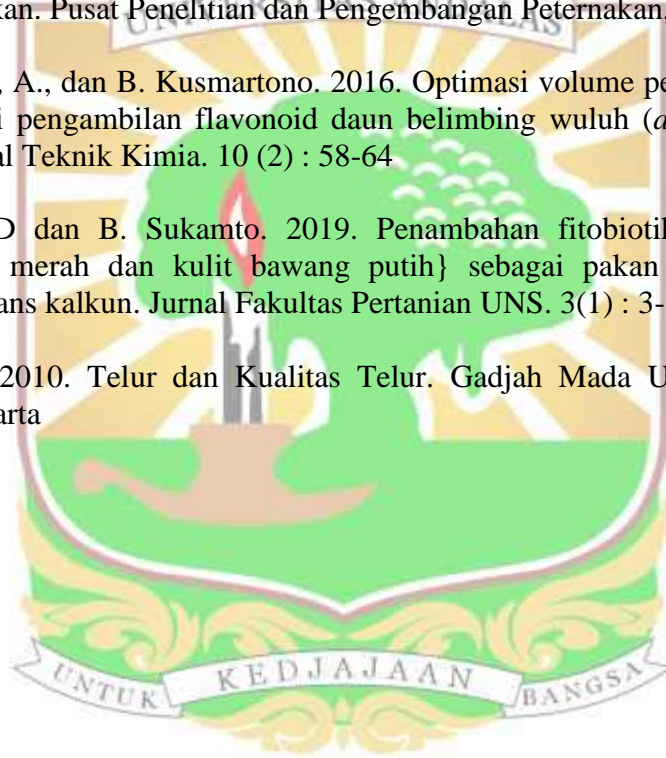 kan. Pusat Penelitian dan Pengembangan Peternakan.
UNIVERSITAS ANDALAS
, A., dan B. Kusmartono. 2016. Optimasi volume pe
i pengambilan flavonoid daun belimbing wuluh (a
al Teknik Kimia. 10 (2) : 58-64
D dan B. Sukamto. 2019. Penambahan fitobiotil
merah dan kulit bawang putih} sebagai pakan
ans kalkun. Jurnal Fakultas Pertanian UNS. 3(1) : 3-
2010. Telur dan Kualitas Telur. Gadjah Mada U
arta
UNTUK KEDJAJAAN BANGSA